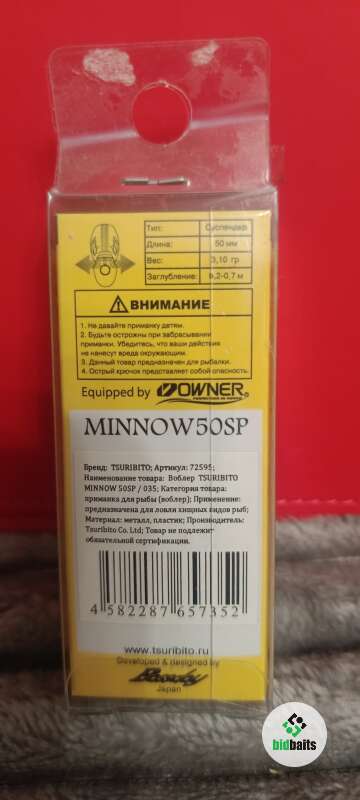 Тип: Суспендер
Длина: 50 мм
Вес: 3,10 гр
Заглубление: 0,2-0,7 м
ВНИМАНИЕ
1. Не давайте приманку детям.
2. Будьте осторожны при забрасывании
приманки. Убедитесь, что ваши действия
не нанесут вреда окружающим.
3. Данный товар предназначен для рыбалки.
4. Острый крючок представляет собой опасность.
Equipped by OWNER
MINNOW50SP
Бренд: TSURIBITO; Артикул: 72595;
Наименование товара: Воблер TSURIBITO
MINNOW 50SP / 035; Категория товара:
приманка для рыбы (воблер); Применение:
предназначена для ловли хищных видов рыб;
Материал: металл, пластик; Производитель:
Tsuribito Co. Ltd; Товар не подлежит
обязательной сертификации.
4 582287 657352
www.tsuribito.ru
Developed & designed by
Japan
bidbaits